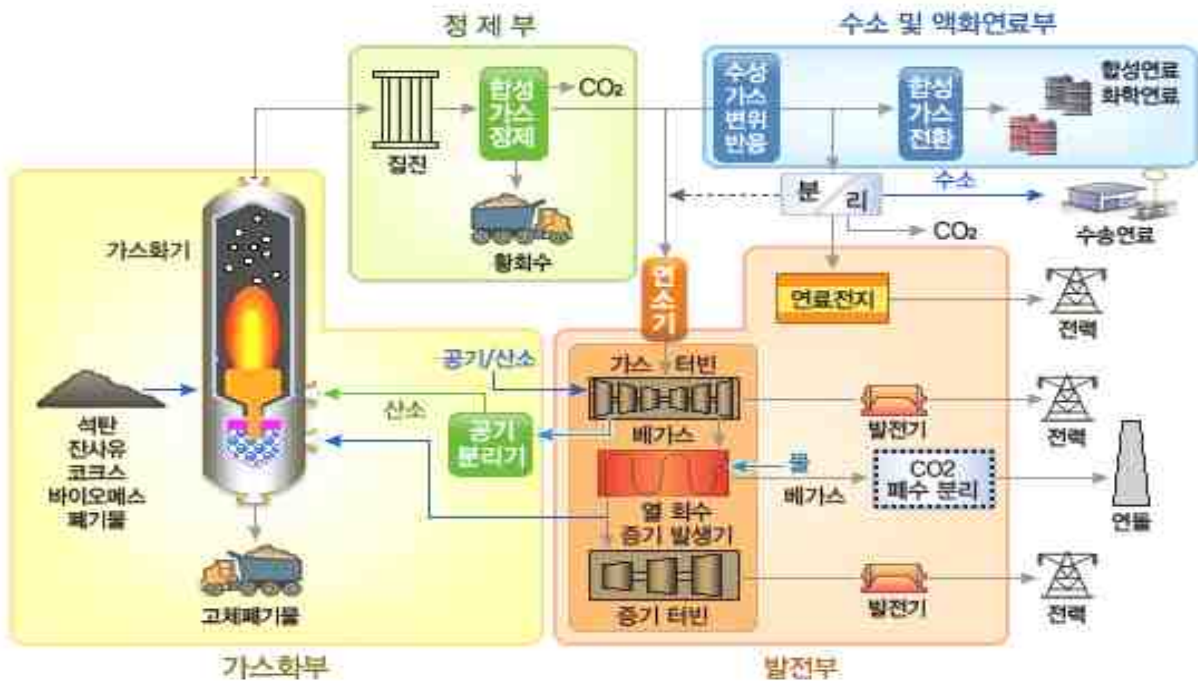 정 제 부
수소 및 액화연료부
집진
합성
가스
정제
CO₂
황회수
수성
가스
변위
반응
합성
가스
전환
합성연료
화학연료
분 리
수소
수송연료
CO₂
가스화기
석탄
잔사유
코크스
바이오메스
폐기물
고체폐기물
공기/산소
산소
공기
분리기
연소기
가스 터빈
베가스
열 회수
증기 발생기
증기 터빈
물
베가스
연료전지
전력
발전기
전력
CO2
폐수 분리
연돌
발전기
전력
가스화부
발전부